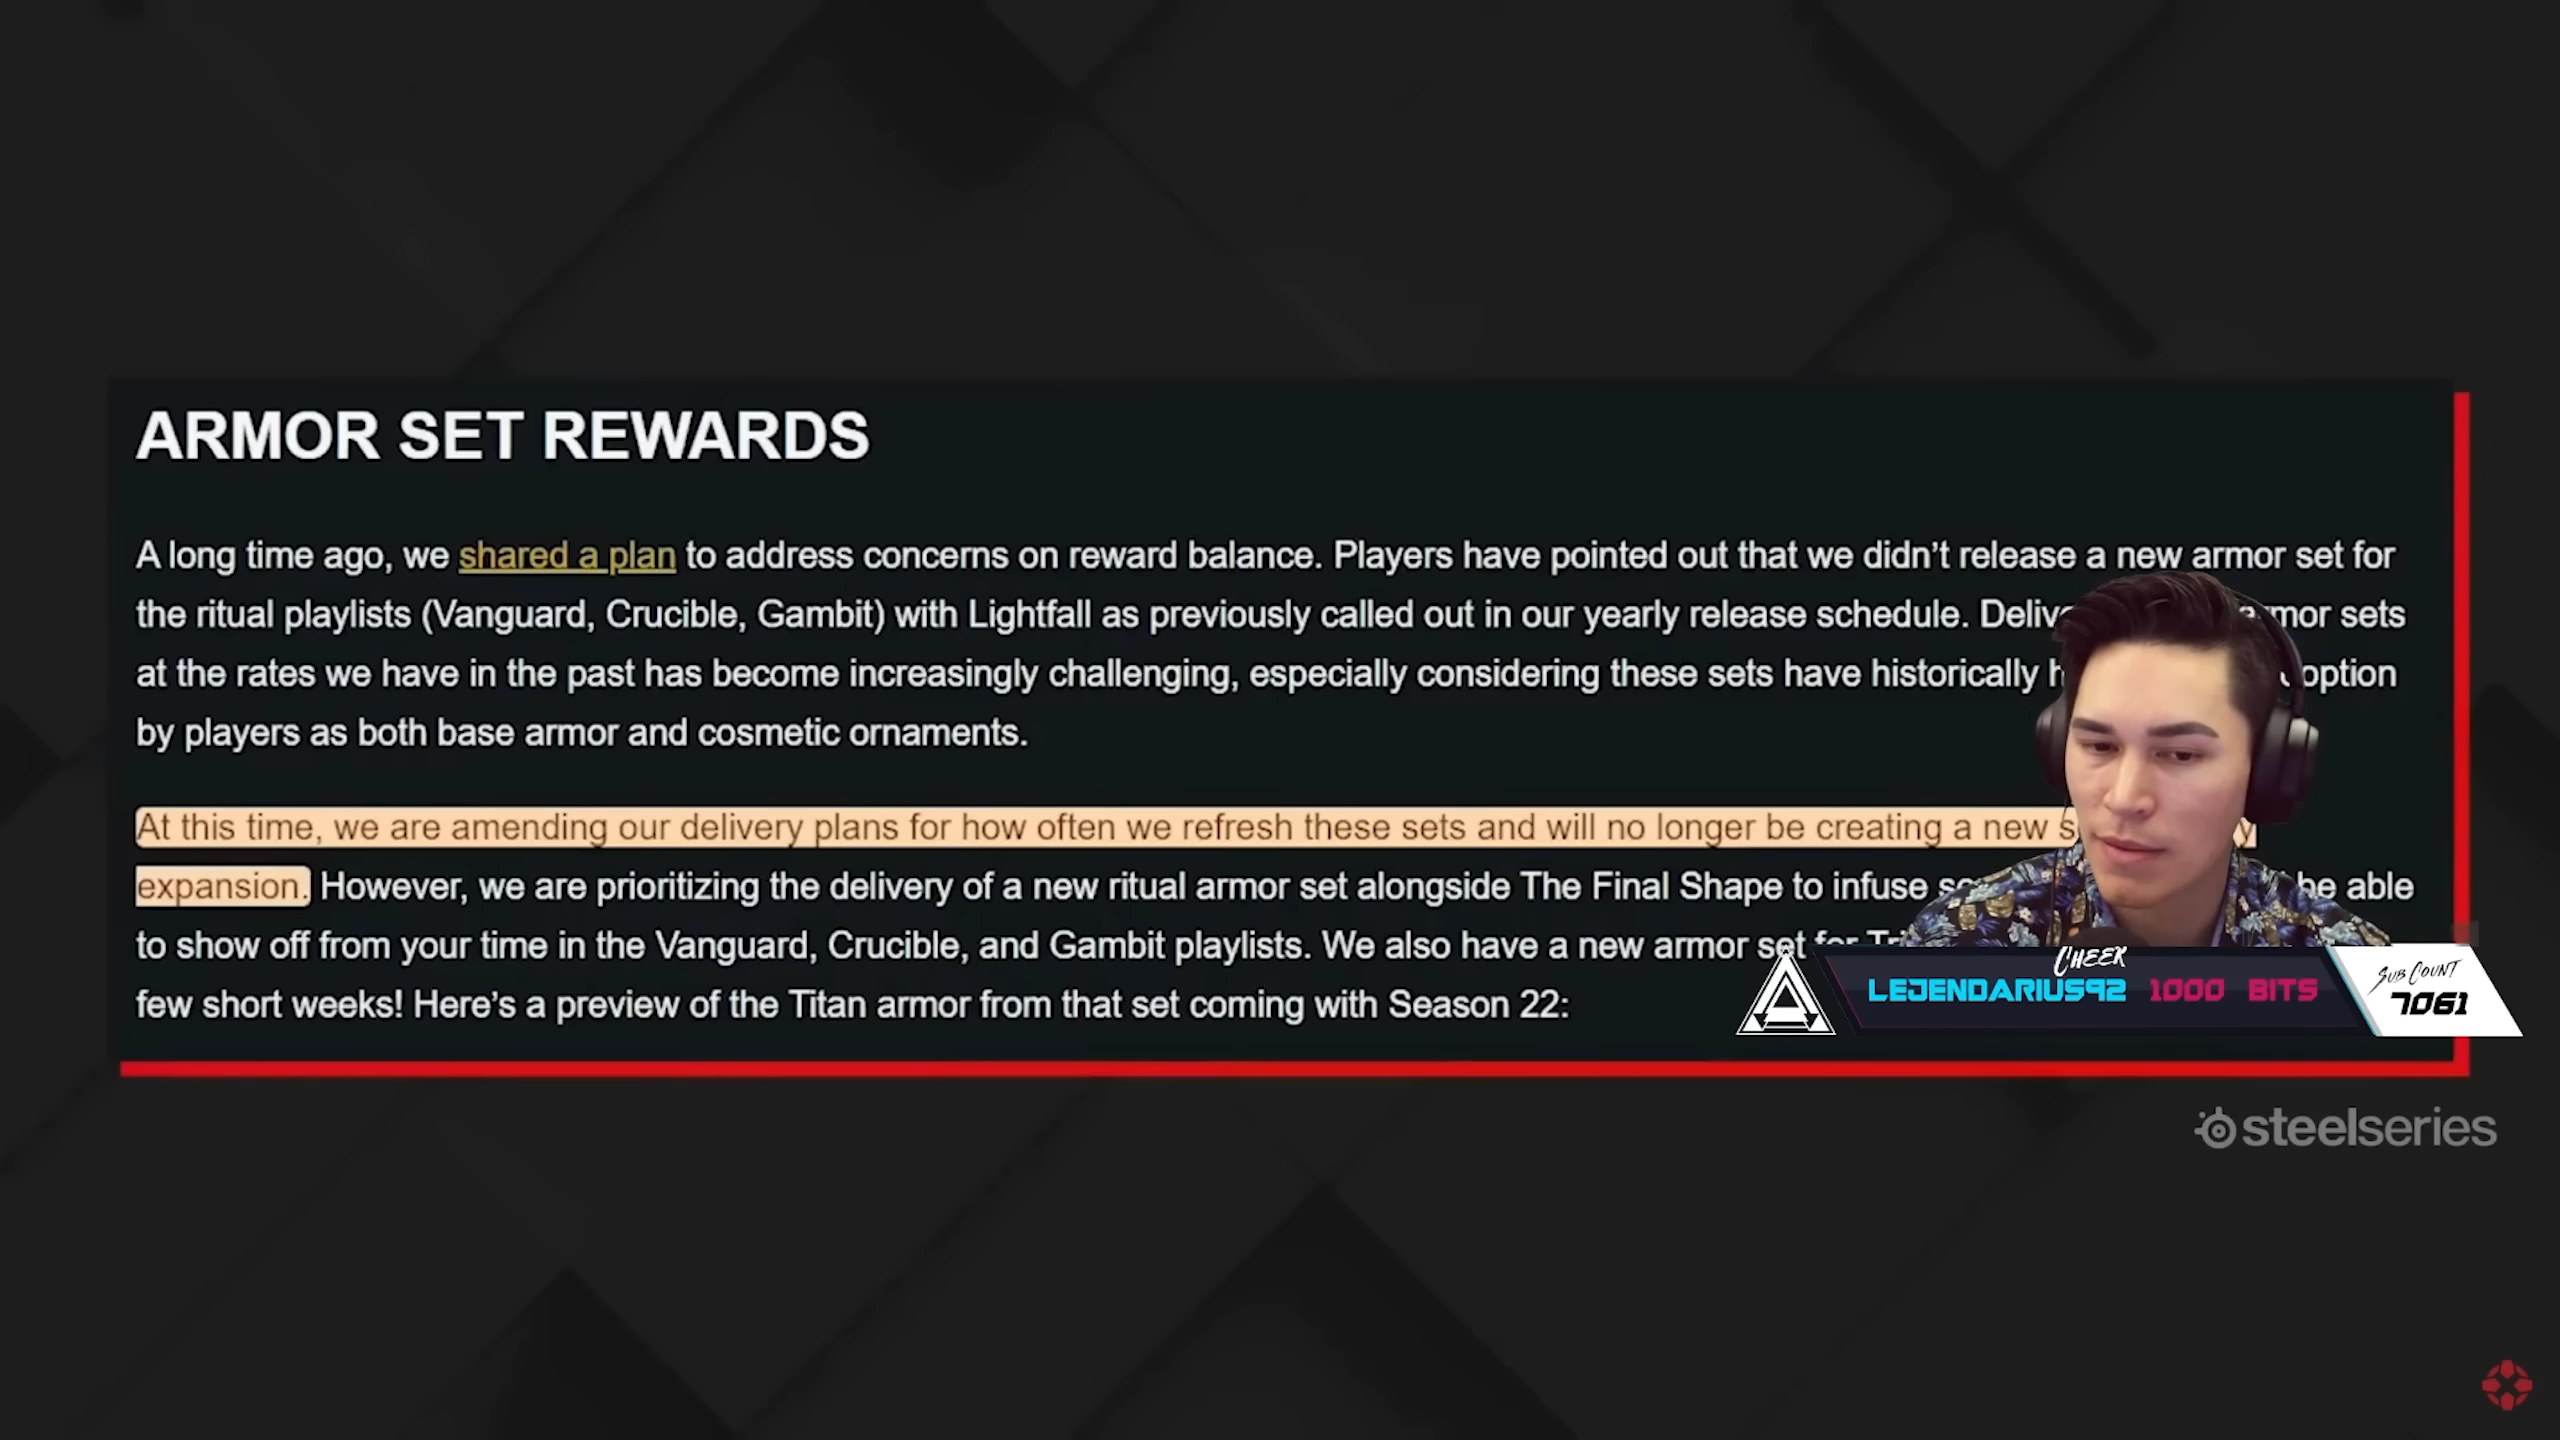 ARMOR SET REWARDS
A long time ago, we shared a plan to address concerns on reward balance. Players have pointed out that we didn’t release a new armor set for
the ritual playlists (Vanguard, Crucible, Gambit) with Lightfall as previously called out in our yearly release schedule. sets
at the rates we have in the past has become increasingly challenging, especially considering these sets have historically
by players as both base armor and cosmetic ornaments.
At this time, we are amending our delivery plans for how often we refresh these sets and will no longer be creating a new
expansion. However, we are prioritizing the delivery of a new ritual armor set alongside The Final Shape to infuse be able
to show off from your time in the Vanguard, Crucible, and Gambit playlists. We also have a new armor set
few short weeks! Here’s a preview of the Titan armor from that set coming with Season 22:
CHEER
LEJENDARIUS92 1000 BITS
SUB COUNT
7061
steelseries